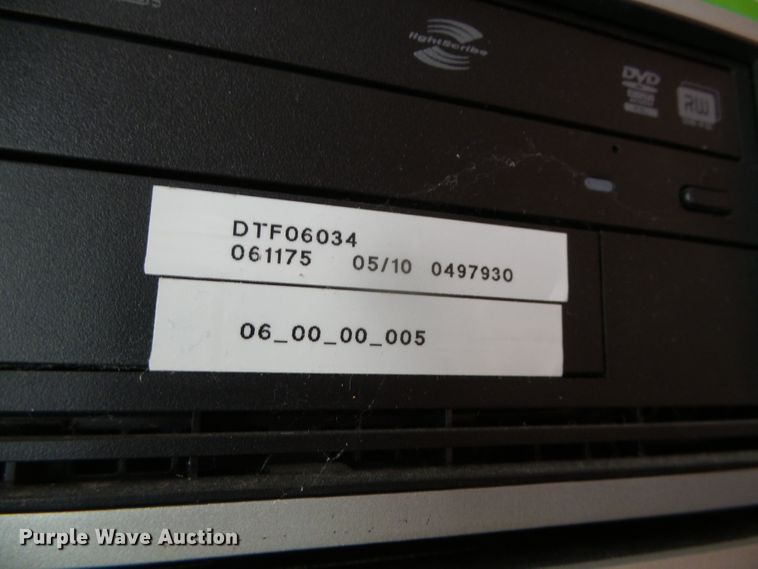 lightScribe
DVD
RW
DTF06034
061175 05/10 0497930
06_00_00_005
Purple Wave Auction